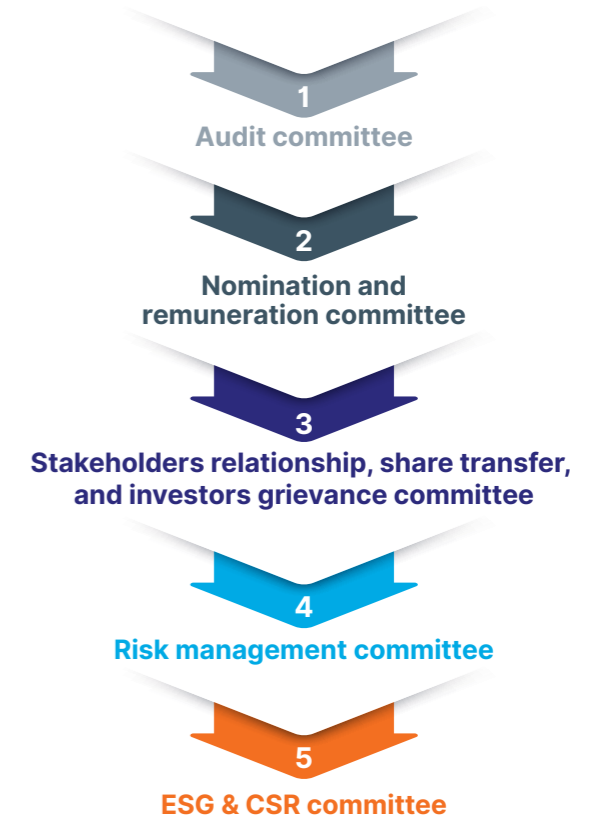 1
Audit committee
2
Nomination and
remuneration committee
3
Stakeholders relationship, share transfer,
and investors grievance committee
4
Risk management committee
5
ESG & CSR committee